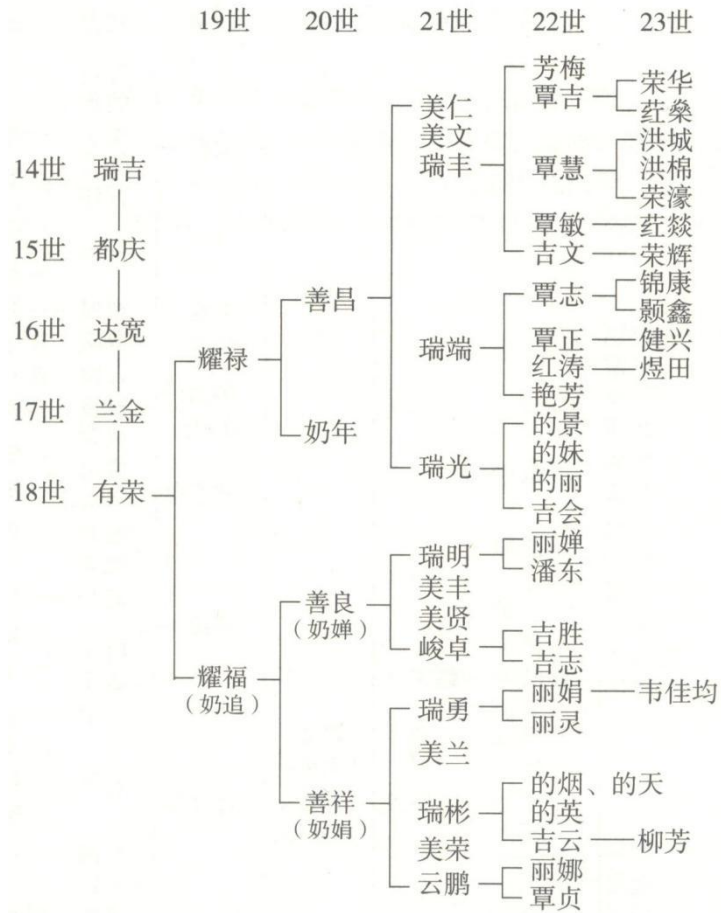 19世 20世 21世 22世 23世
14世 瑞吉
15世 都庆
16世 达宽
17世 兰金
18世 有荣
耀禄
善昌
美仁
美文
瑞丰
芳梅
覃吉
荣华
荭燊
覃慧
洪城
洪棉
荣濠
覃敏
荭燚
吉文
荣辉
瑞端
覃志
锦康
颢鑫
覃正
健兴
红涛
煜田
艳芳
瑞光
的景
的妹
的丽
吉会
奶年
耀福
(奶追)
善良
(奶婵)
瑞明
丽婵
潘东
美丰
美贤
峻卓
吉胜
吉志
善祥
(奶娟)
瑞勇
丽娟
韦佳均
丽灵
美兰
瑞彬
的烟、的天
的英
吉云
柳芳
美荣
云鹏
丽娜
覃贞